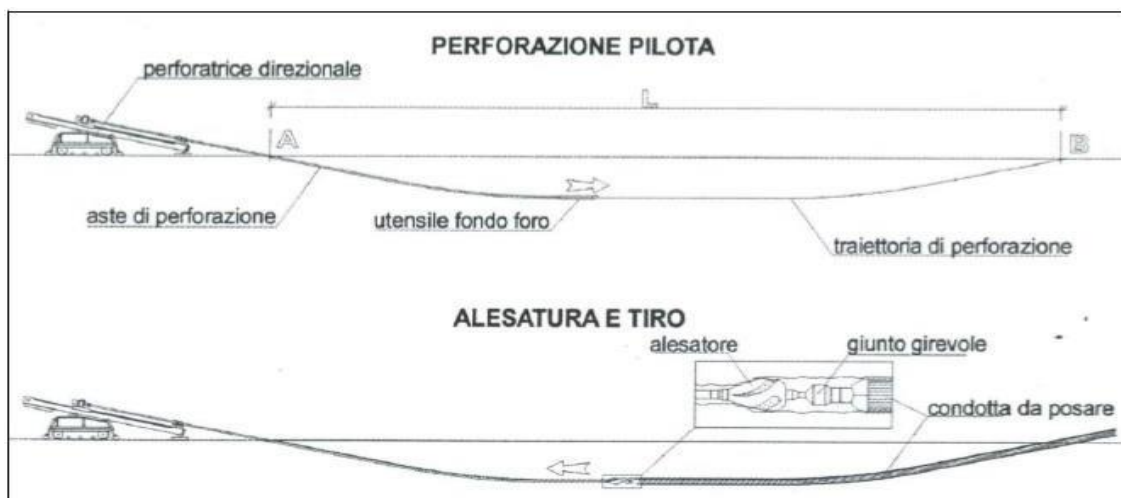 PERFORAZIONE PILOTA
perforatrice direzionale
L
A
B
aste di perforazione
utensile fondo foro
traiettoria di perforazione
ALESATURA E TIRO
alesatore
giunto girevole
condotta da posare